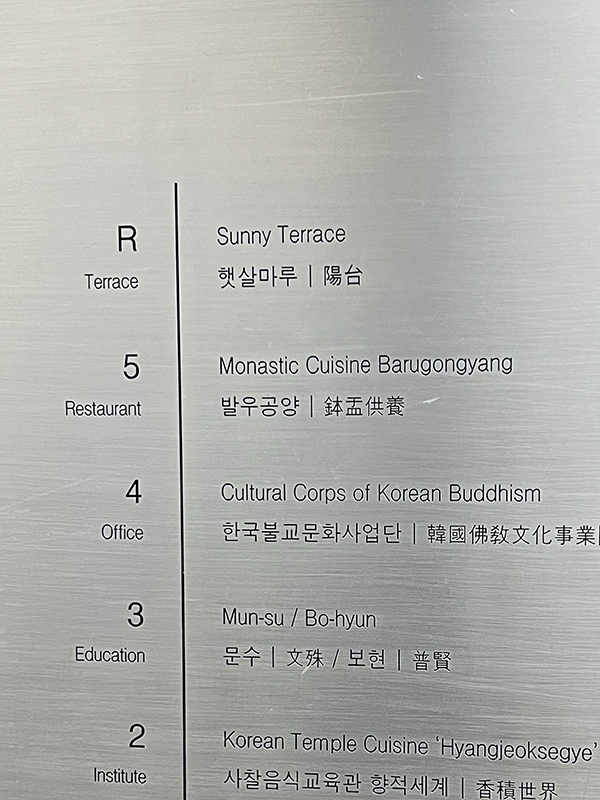 R
Terrace
Sunny Terrace
햇살마루 | 陽台
5
Restaurant
Monastic Cuisine Barugongyang
발우공양 | 鉢盂供養
4
Office
Cultural Corps of Korean Buddhism
한국불교문화사업단 | 韓國佛敎文化事業
3
Education
Mun-su / Bo-hyun
문수 | 文殊 / 보현 | 普賢
2
Institute
Korean Temple Cuisine ‘Hyangjeoksegye’
사찰음식교육관 향적세계 | 香積世界